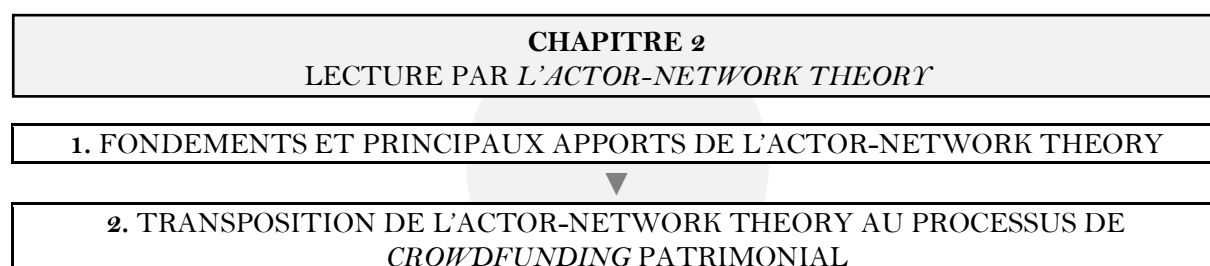 CHAPITRE 2
LECTURE PAR L'ACTOR-NETWORK THEORY
1. FONDEMENTS ET PRINCIPAUX APPORTS DE L'ACTOR-NETWORK THEORY
▼
2. TRANSPOSITION DE L'ACTOR-NETWORK THEORY AU PROCESSUS DE
CROWDFUNDING PATRIMONIAL